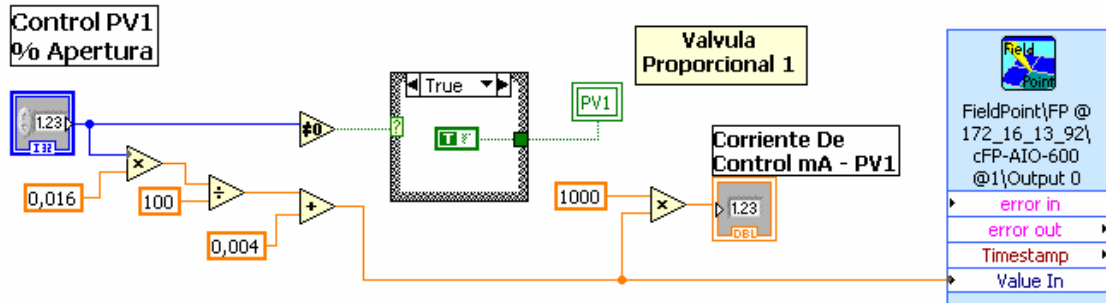 Control PV1
% Apertura
1.23
I32
0,016
×
100
÷
0,004
+
≠0
True
?
T
PV1
Valvula
Proporcional 1
Corriente De
Control mA - PV1
1000
×
1.23
DBL
Field
Point
FieldPoint\FP @
172_16_13_92\
cFP-AIO-600
@1\Output 0
error in
error out
Timestamp
Value In